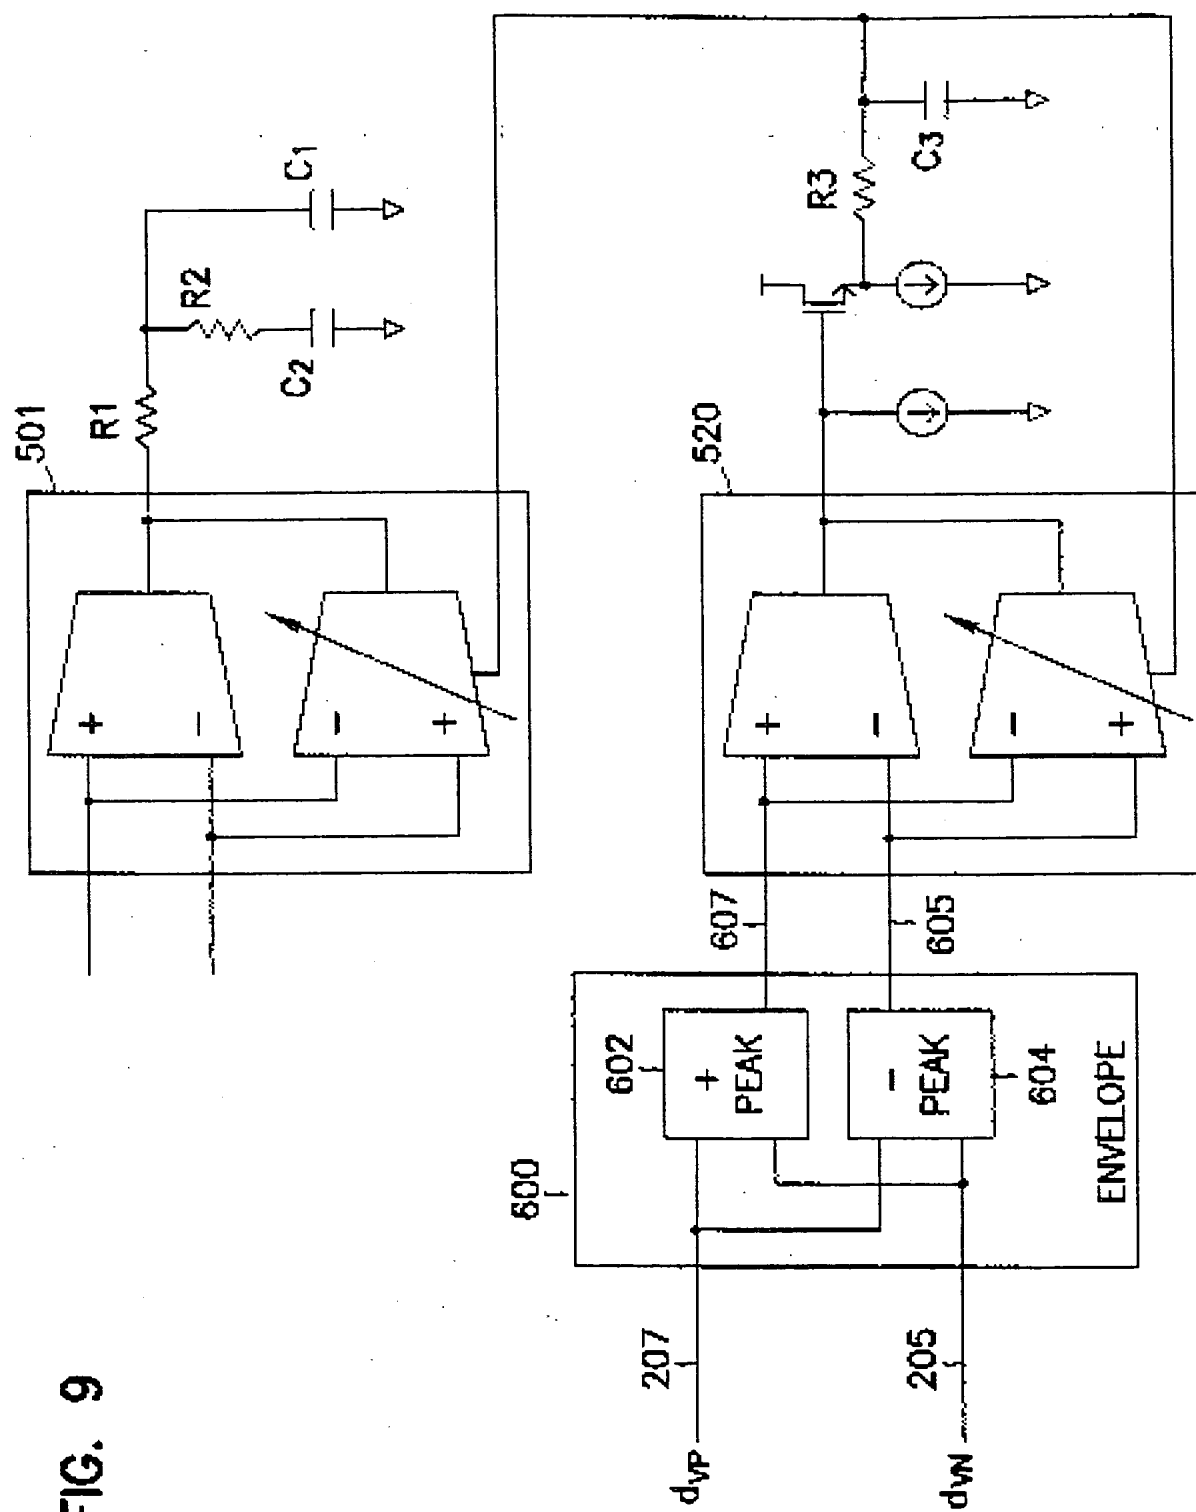 FIG. 9
501
R1
R2
C1
C2
+
−
−
+
520
R3
C3
+
−
−
+
607
605
600
602
+
PEAK
−
PEAK
604
ENVELOPE
207
dVP
205
dVN